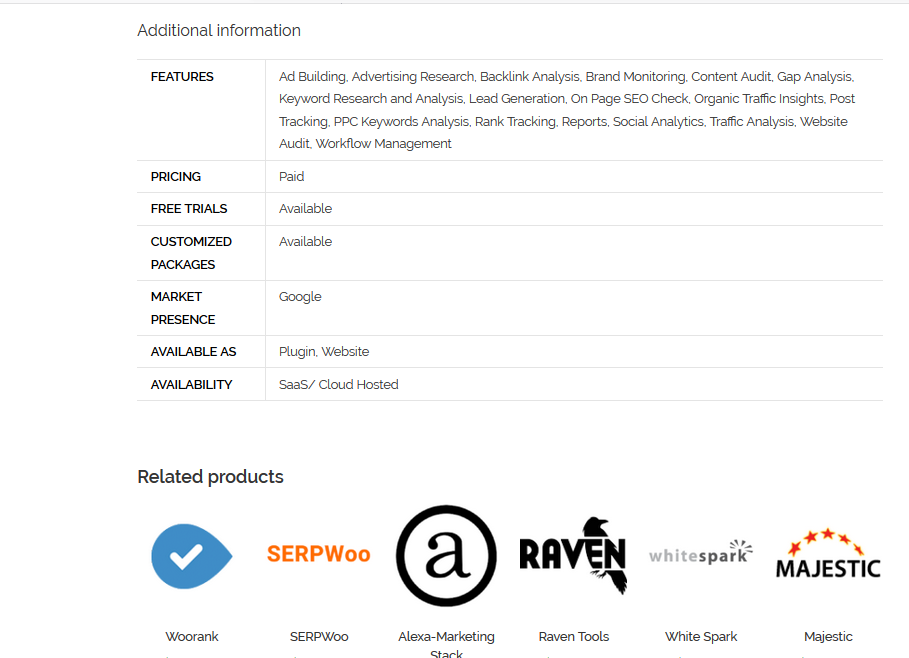 Additional information
FEATURES
Ad Building, Advertising Research, Backlink Analysis, Brand Monitoring, Content Audit, Gap Analysis,
Keyword Research and Analysis, Lead Generation, On Page SEO Check, Organic Traffic Insights, Post
Tracking, PPC Keywords Analysis, Rank Tracking, Reports, Social Analytics, Traffic Analysis, Website
Audit, Workflow Management
PRICING
Paid
FREE TRIALS
Available
CUSTOMIZED
PACKAGES
Available
MARKET
PRESENCE
Google
AVAILABLE AS
Plugin, Website
AVAILABILITY
SaaS/ Cloud Hosted
Related products
SERPWoo
a
RAVEN
whitespark
MAJESTIC
Woorank
SERPWoo
Alexa-Marketing
Stack
Raven Tools
White Spark
Majestic